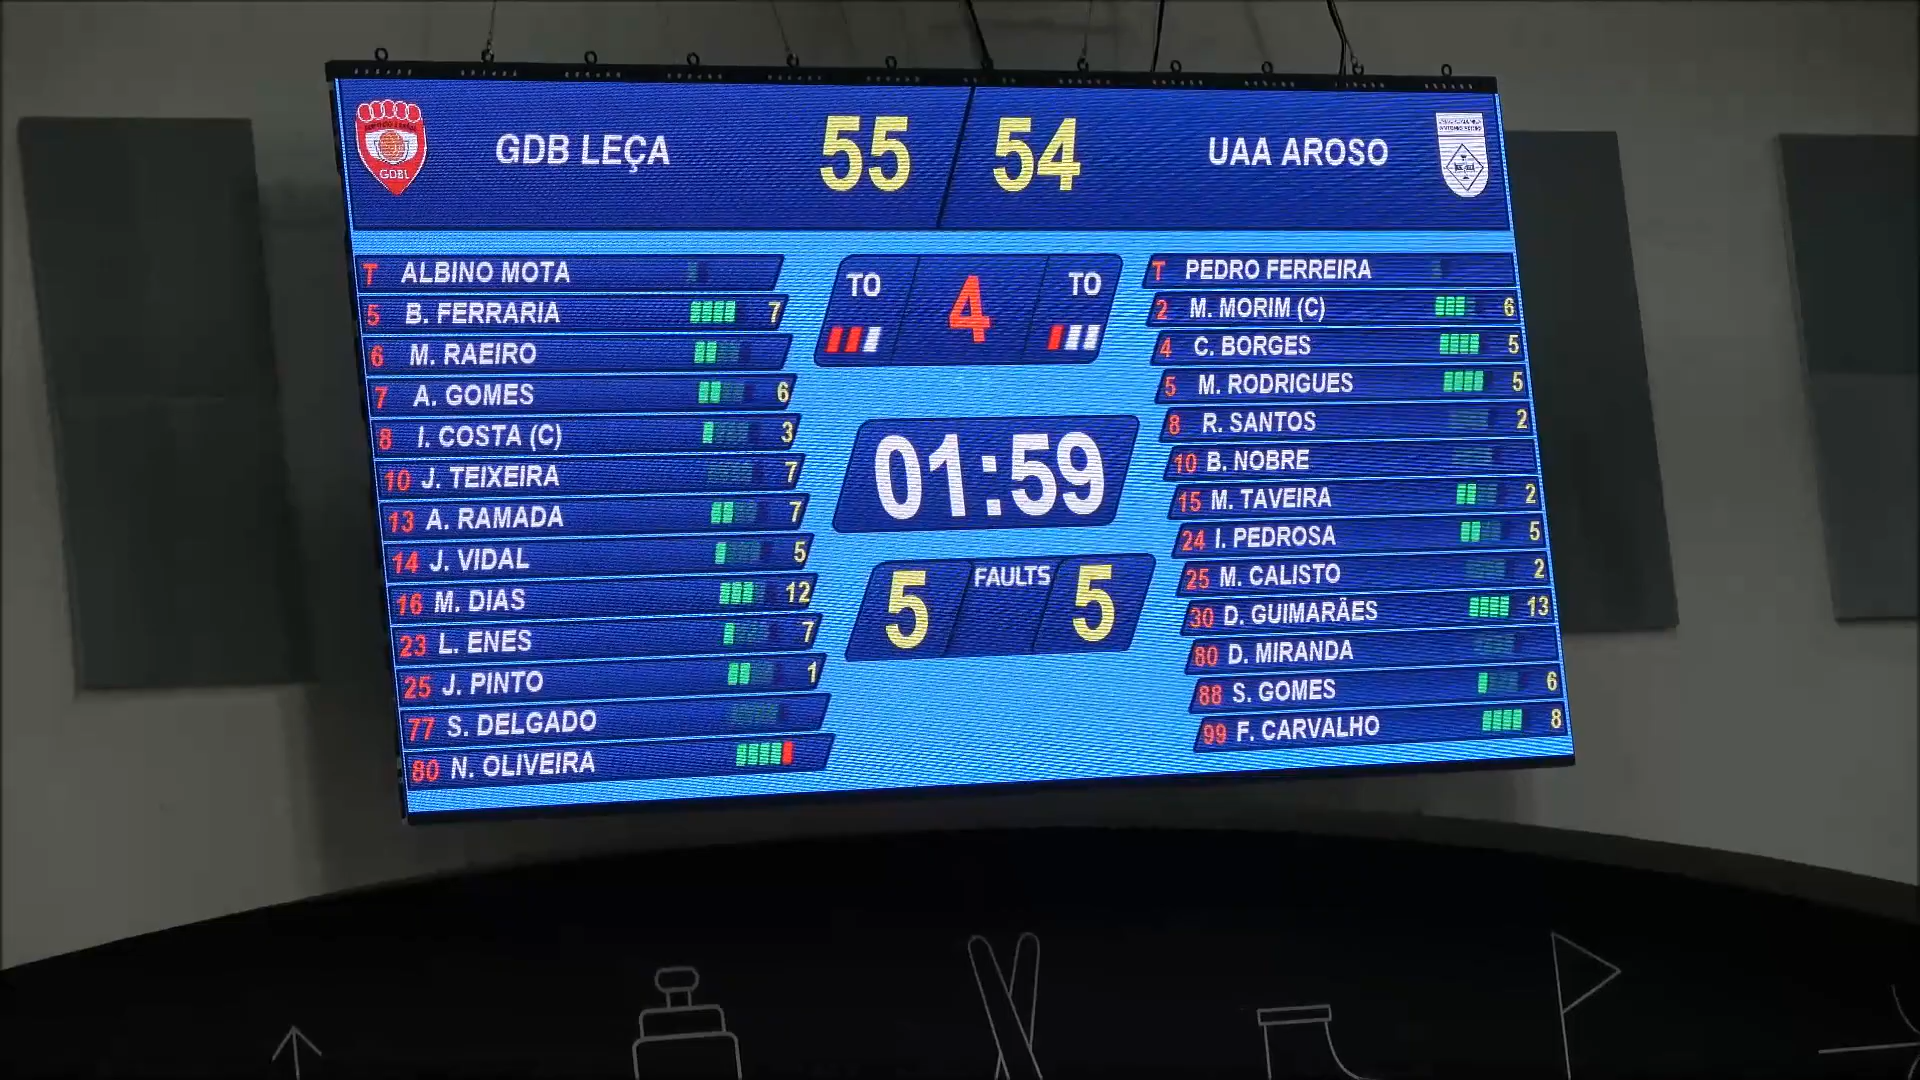 GDB LEÇA 55 54 UAA AROSO
GDBL
T ALBINO MOTA
5 B. FERRARIA 7
6 M. RAEIRO
7 A. GOMES 6
8 I. COSTA (C) 3
10 J. TEIXEIRA 7
13 A. RAMADA 7
14 J. VIDAL 5
16 M. DIAS 12
23 L. ENES 7
25 J. PINTO 1
77 S. DELGADO
80 N. OLIVEIRA
TO 4 TO
01:59
5 FAULTS 5
T PEDRO FERREIRA
2 M. MORIM (C) 6
4 C. BORGES 5
5 M. RODRIGUES 5
8 R. SANTOS 2
10 B. NOBRE
15 M. TAVEIRA 2
24 I. PEDROSA 5
25 M. CALISTO 2
30 D. GUIMARÃES 13
80 D. MIRANDA
88 S. GOMES 6
99 F. CARVALHO 8